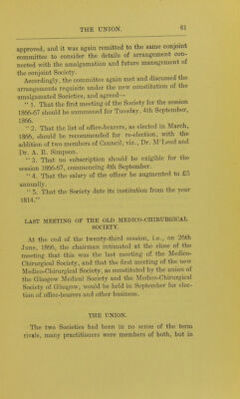 THE UNION. 61
approved, and it was again remitted to the same conjoint
committee to consider the details of arrangement con-
nected with the amalgamation and future management of
the conjoint Society.
Accordingly, the committee again met and discussed the
arrangements requisite under the new constitution of the
amalgamated Societies, and agreed—
" 1. That the first meeting of the Society for the session
1866-67 should be summoned for Tuesday, 4th September,
1866.
" 2. That the list of office-bearers, as elected in March,
1866, should be recommended for re-election, with the
addition of two members of Council, viz., Dr. M'Leod and
Dr. A. B. Simpson.
" 3. That no subscription should be exigible for the
session 1866-67, commencing 4th September.
" 4. That the salary of the officer be augmented to £5
annually.
" 5. That the Society date its institution from the year
1814."
LAST MEETING OF THE OLD MEDICO-CHIRURGICAL
SOCIETY.
At the end of the twenty-third session, i.e., on 26th
June, 1866, the chairman intimated at the close of the
meeting that this was the last meeting of the Medico-
Chirurgical Society, and that the first meeting of the new
Medico-Chirurgical Society, as constituted by the union of
the Glasgow Medical Society and the Medico-Chirurgical
Society of Glasgow, would be held in September for elec-
tion of office-bearers and other business.
THE UNION.
The two Societies had been in no sense of the term
rivals, many practitioners were members of both, but in